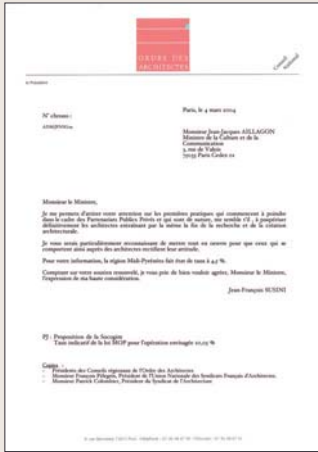 ORDRE DES
ARCHITECTES
Conseil
National
Le Président
Paris, le 4 mars 2004
N° chrono :
Monsieur Jean-Jacques AILLAGON
Ministre de la Culture et de la
Communication
3, rue de Valois
75033 Paris Cedex 01
Monsieur le Ministre,
Je me permets d'attirer votre attention sur les premières pratiques qui commencent à poindre
dans le cadre des Partenariats Publics Privés et qui sont de nature, me semble t'il , à paupériser
définitivement les architectes entraînant par là même la fin de la recherche et de la création
architecturale.
Je vous serais particulièrement reconnaissant de mettre tout en oeuvre pour que ceux qui se
comportent ainsi auprès des architectes rectifient leur attitude.
Pour votre information, la région Midi-Pyrénées fait état de taux à 4,5 %.
Comptant sur votre soutien renouvelé, je vous prie de bien vouloir agréer, Monsieur le Ministre,
l'expression de ma haute considération.
Jean-François SUSINI
PJ : Proposition de la Socogère
Taux indicatif de la loi MOP pour l'opération envisagée 10,05 %
Copies :
- Présidents des Conseils régionaux de l'Ordre des Architectes
- Monsieur François Pélegrin, Président de l'Union Nationale des Syndicats Français d'Architectes.
- Monsieur Patrick Colombier, Président du Syndicat de l'Architecture